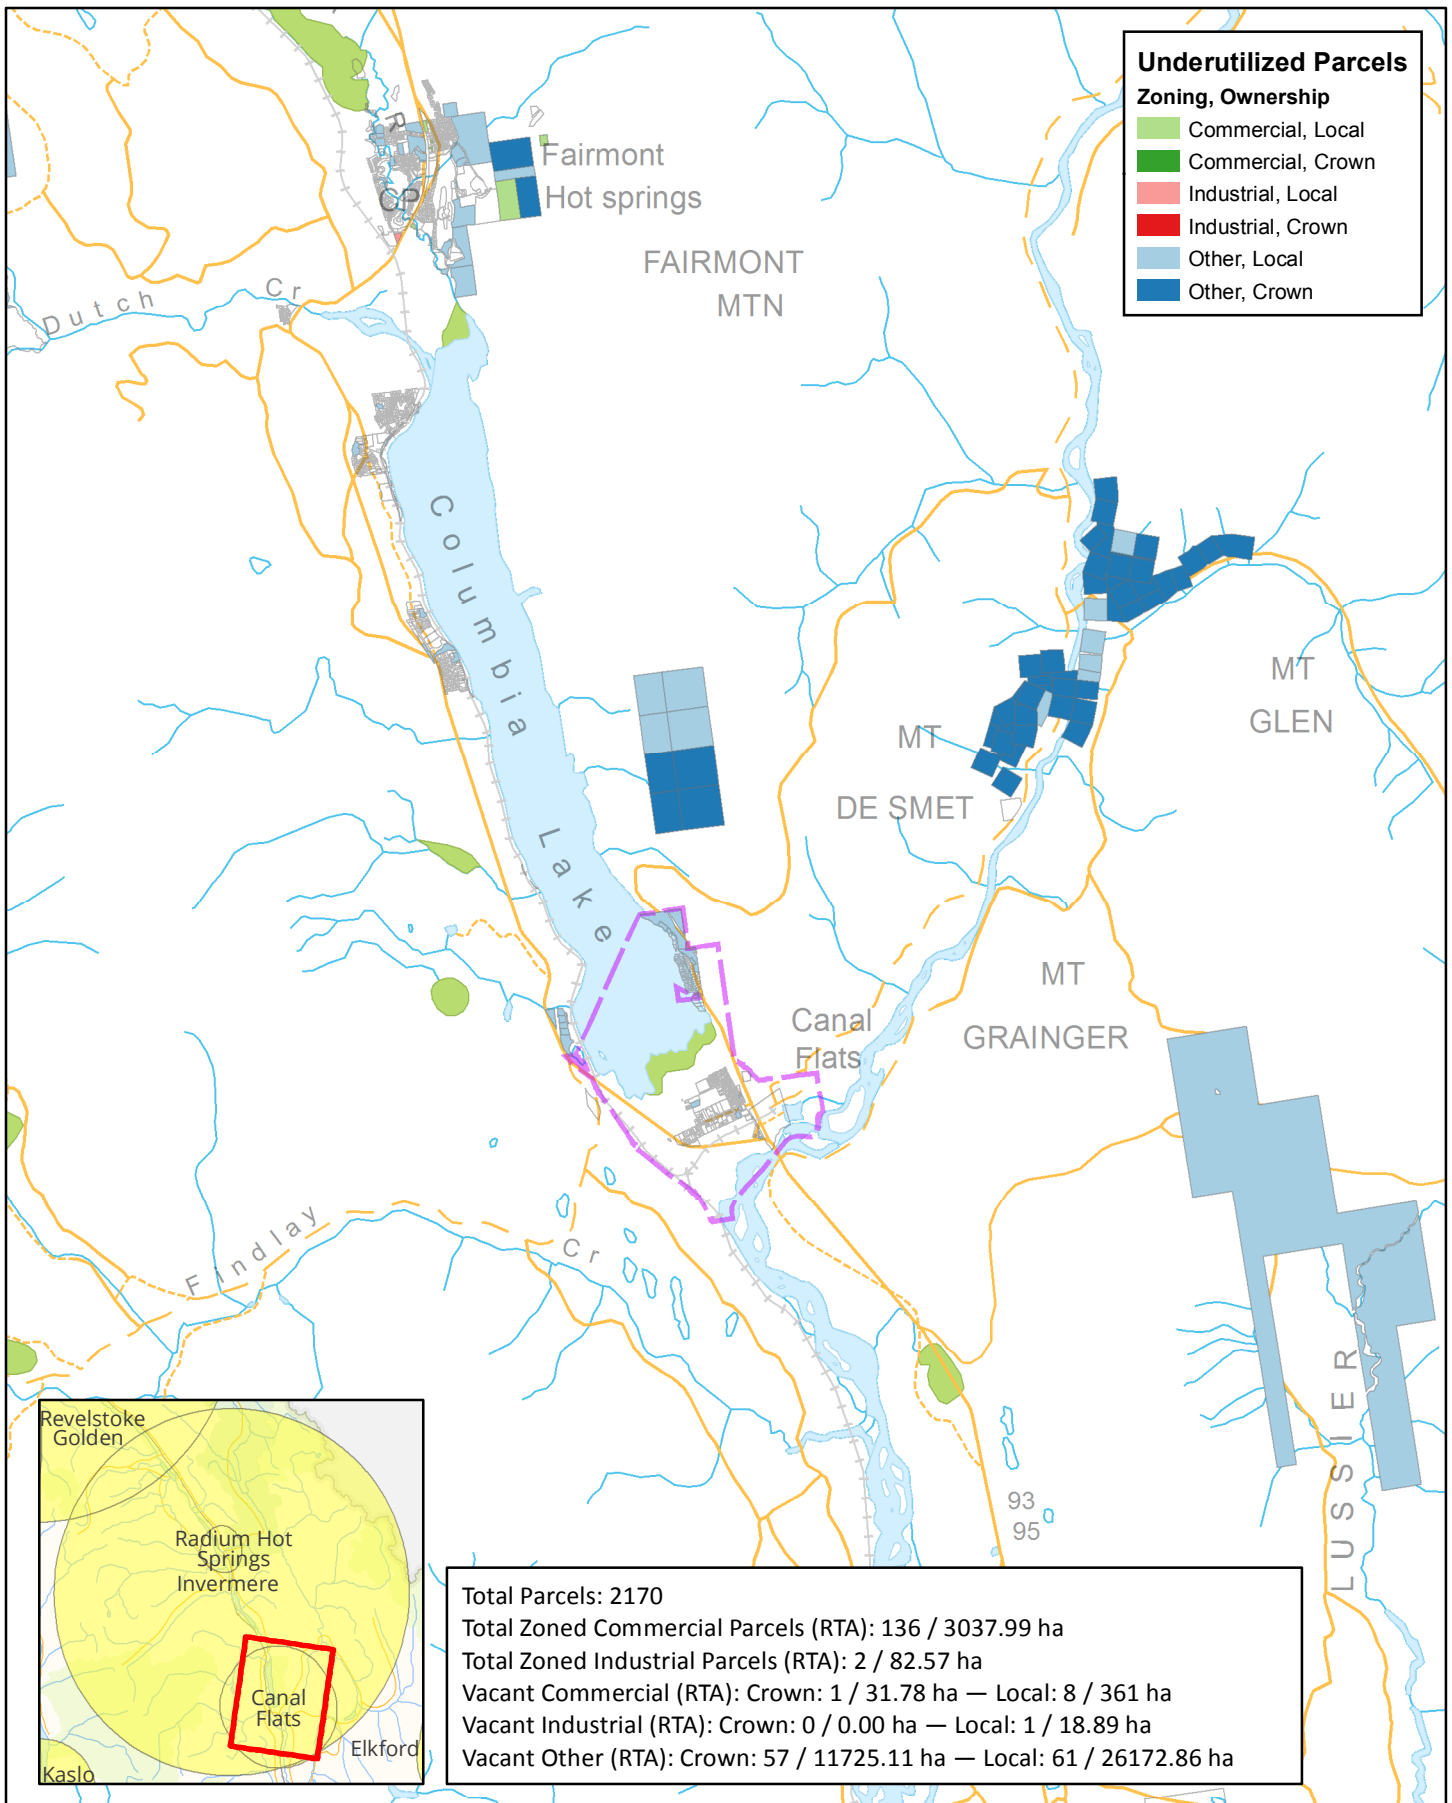 Underutilized Parcels
Zoning, Ownership
Commercial, Local
Commercial, Crown
Industrial, Local
Industrial, Crown
Other, Local
Other, Crown
Fairmont
Hot springs
FAIRMONT
MTN
Dutch Cr
Columbia Lake
MT
GLEN
MT
DE SMET
MT
GRAINGER
Canal
Flats
Findlay Cr
LUSSIER
93
95
Revelstoke
Golden
Radium Hot
Springs
Invermere
Canal
Flats
Elkford
Kaslo
Total Parcels: 2170
Total Zoned Commercial Parcels (RTA): 136 / 3037.99 ha
Total Zoned Industrial Parcels (RTA): 2 / 82.57 ha
Vacant Commercial (RTA): Crown: 1 / 31.78 ha — Local: 8 / 361 ha
Vacant Industrial (RTA): Crown: 0 / 0.00 ha — Local: 1 / 18.89 ha
Vacant Other (RTA): Crown: 57 / 11725.11 ha — Local: 61 / 26172.86 ha